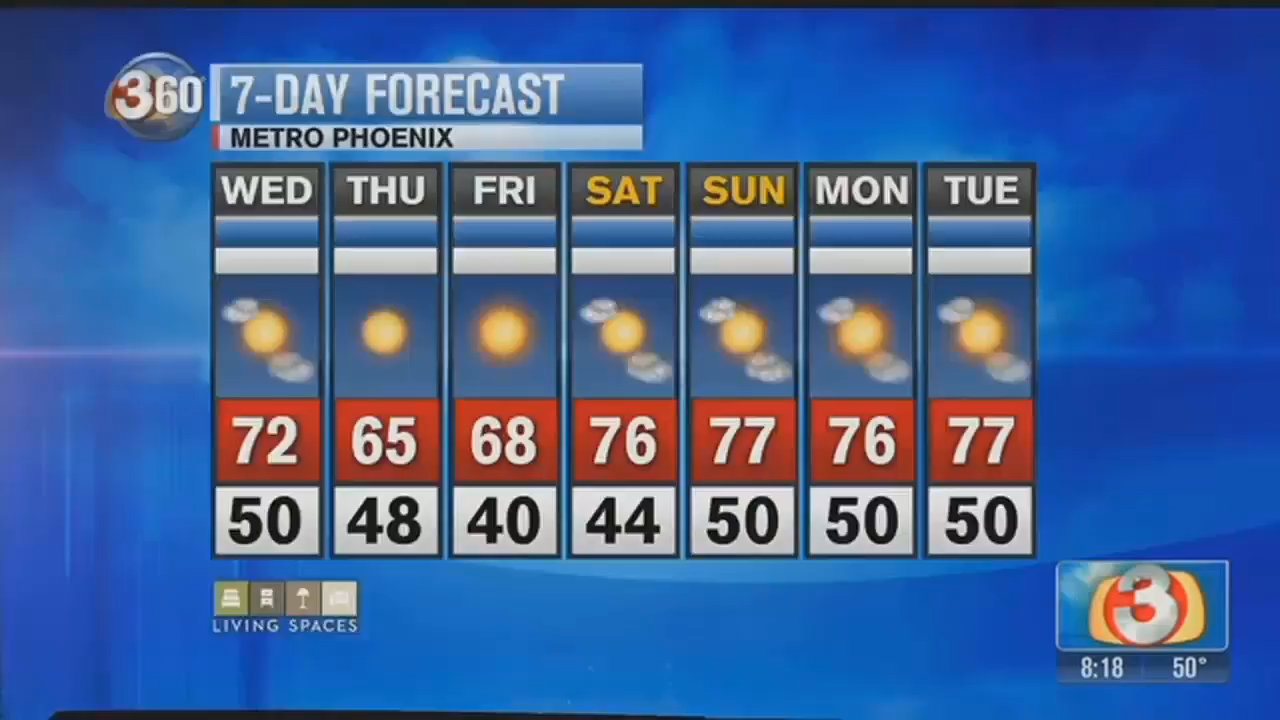 360 7-DAY FORECAST
METRO PHOENIX
WED THU FRI SAT SUN MON TUE
72 65 68 76 77 76 77
50 48 40 44 50 50 50
LIVING SPACES
3
8:18 50°